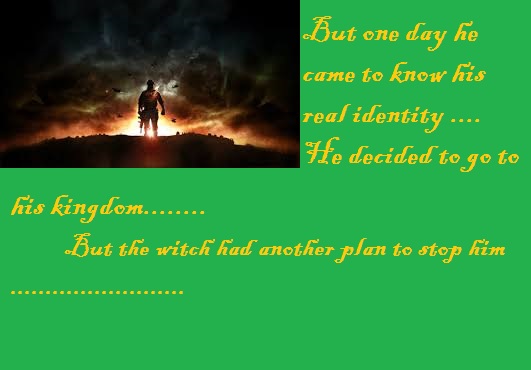 But one day he
came to know his
real identity ....
He decided to go to
his kingdom........
But the witch had another plan to stop him
.........................